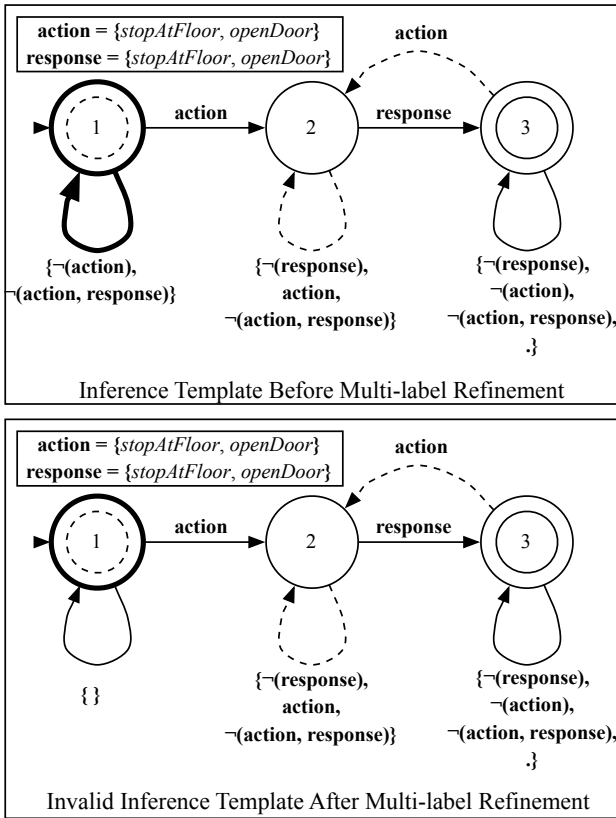 action = {stopAtFloor, openDoor}
response = {stopAtFloor, openDoor}
action
1
action
2
response
3
{¬(action),
¬(action, response)}
{¬(response),
action,
¬(action, response)}
{¬(response),
¬(action),
¬(action, response),
.}
Inference Template Before Multi-label Refinement
action = {stopAtFloor, openDoor}
response = {stopAtFloor, openDoor}
action
1
action
2
response
3
{ }
{¬(response),
action,
¬(action, response)}
{¬(response),
¬(action),
¬(action, response),
.}
Invalid Inference Template After Multi-label Refinement